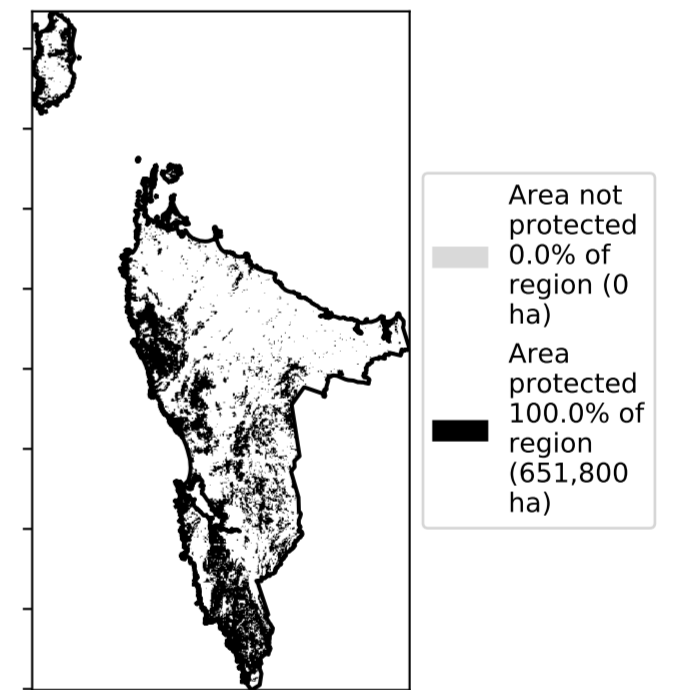 Area not
protected
0.0% of
region (0
ha)
Area
protected
100.0% of
region
(651,800
ha)